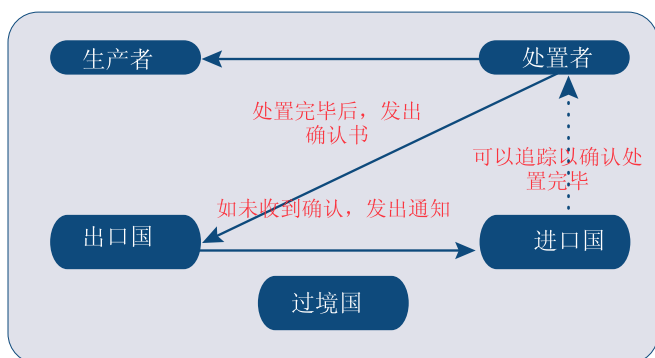 生产者
处置者
处置完毕后，发出
确认书
可以追踪以确认处
置完毕
如未收到确认，发出通知
出口国
进口国
过境国